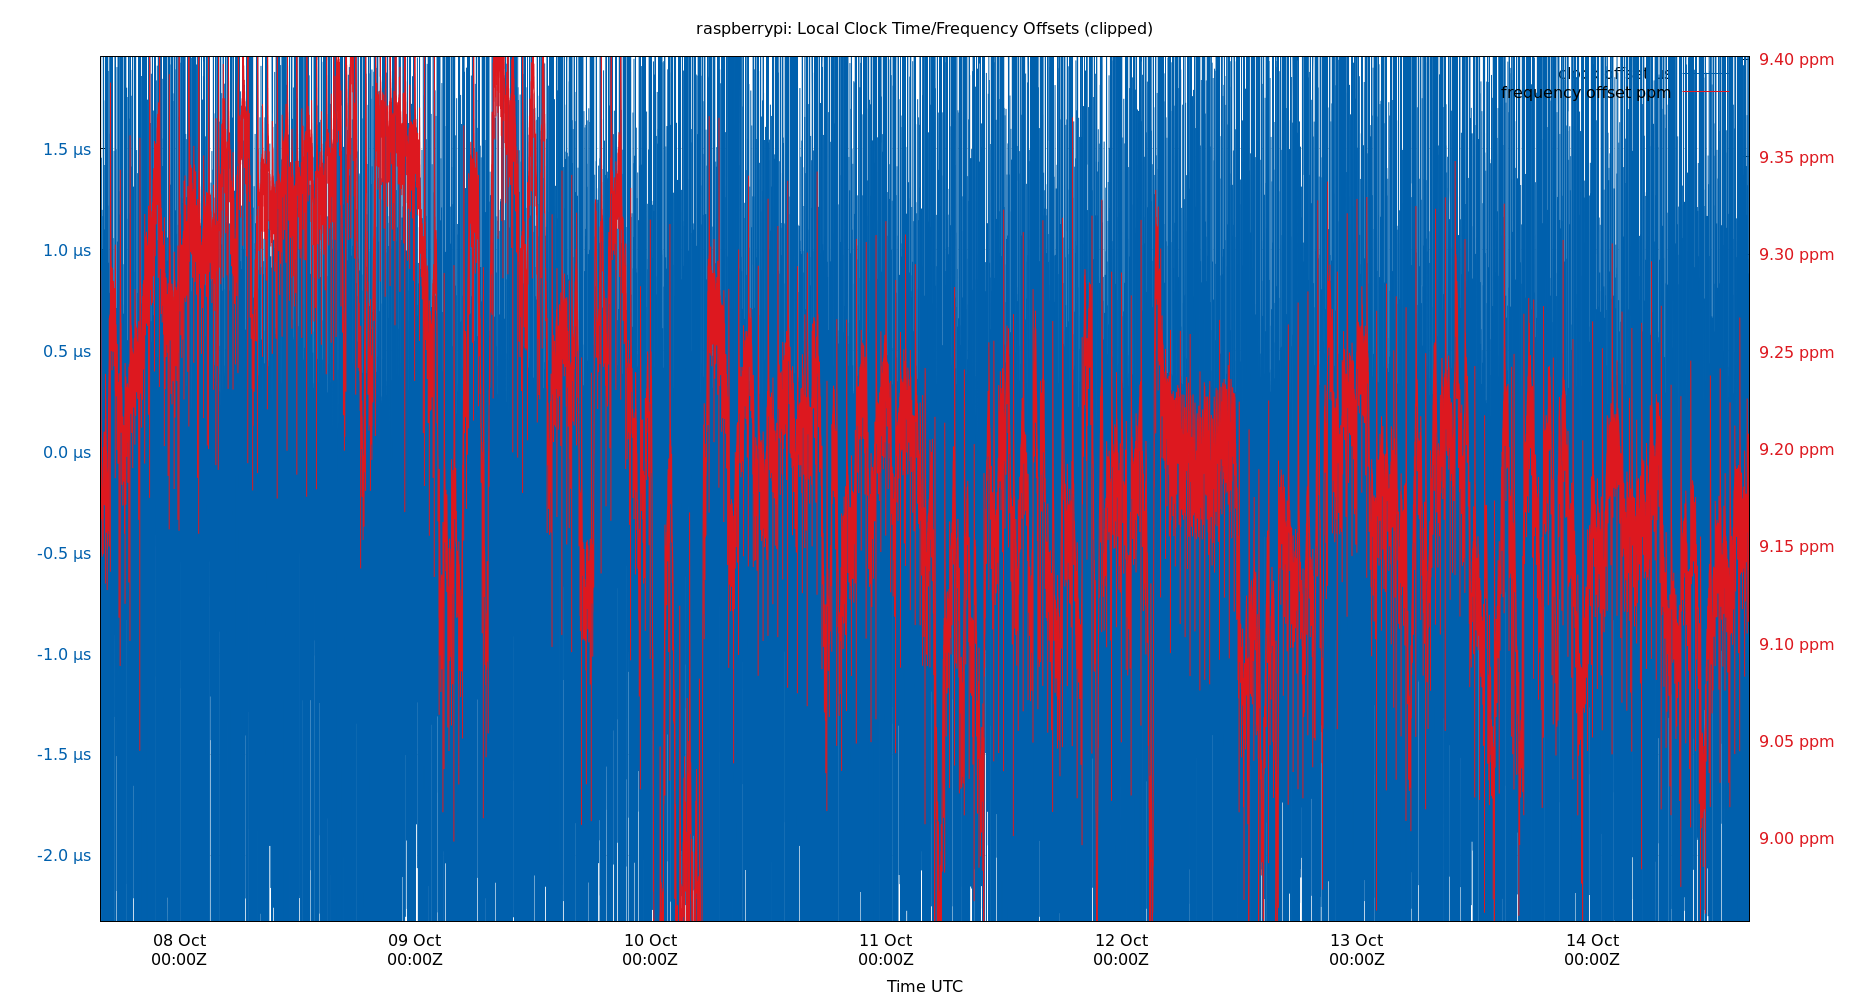 raspberrypi: Local Clock Time/Frequency Offsets (clipped)
clock offset µs
frequency offset ppm
1.5 µs
1.0 µs
0.5 µs
0.0 µs
-0.5 µs
-1.0 µs
-1.5 µs
-2.0 µs
9.40 ppm
9.35 ppm
9.30 ppm
9.25 ppm
9.20 ppm
9.15 ppm
9.10 ppm
9.05 ppm
9.00 ppm
08 Oct
00:00Z
09 Oct
00:00Z
10 Oct
00:00Z
11 Oct
00:00Z
12 Oct
00:00Z
13 Oct
00:00Z
14 Oct
00:00Z
Time UTC